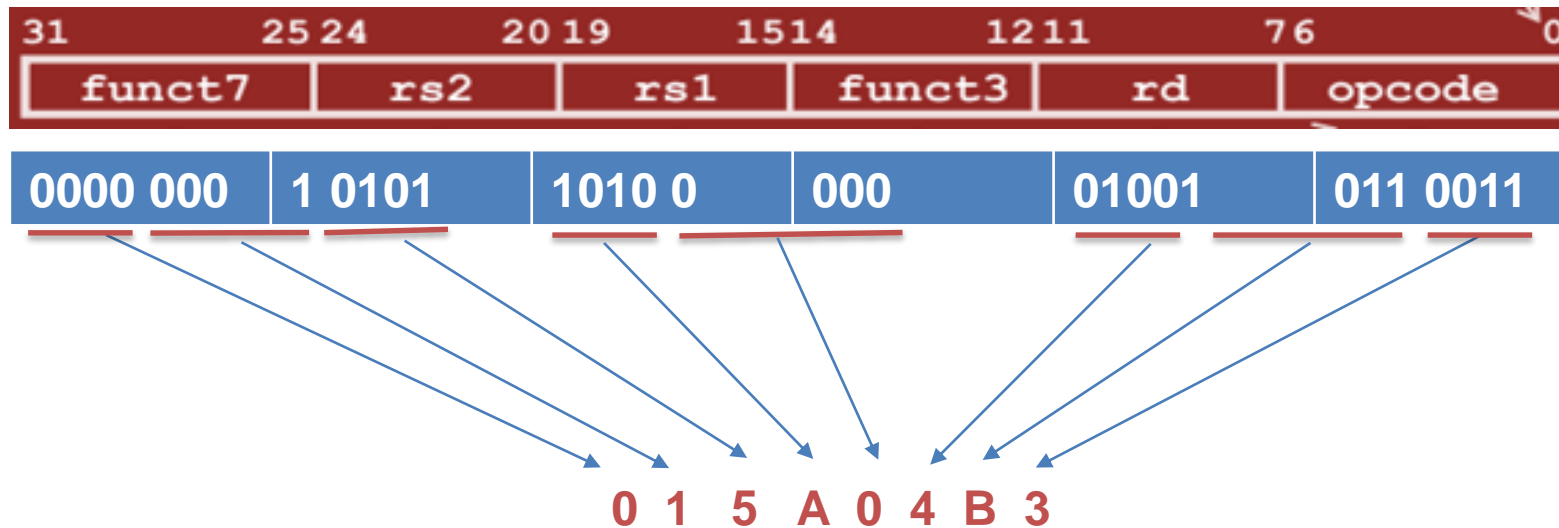 31 25 24 20 19 15 14 12 11 7 6 0
funct7 rs2 rs1 funct3 rd opcode
0000 000 1 0101 1010 0 000 01001 011 0011
0 1 5 A 0 4 B 3